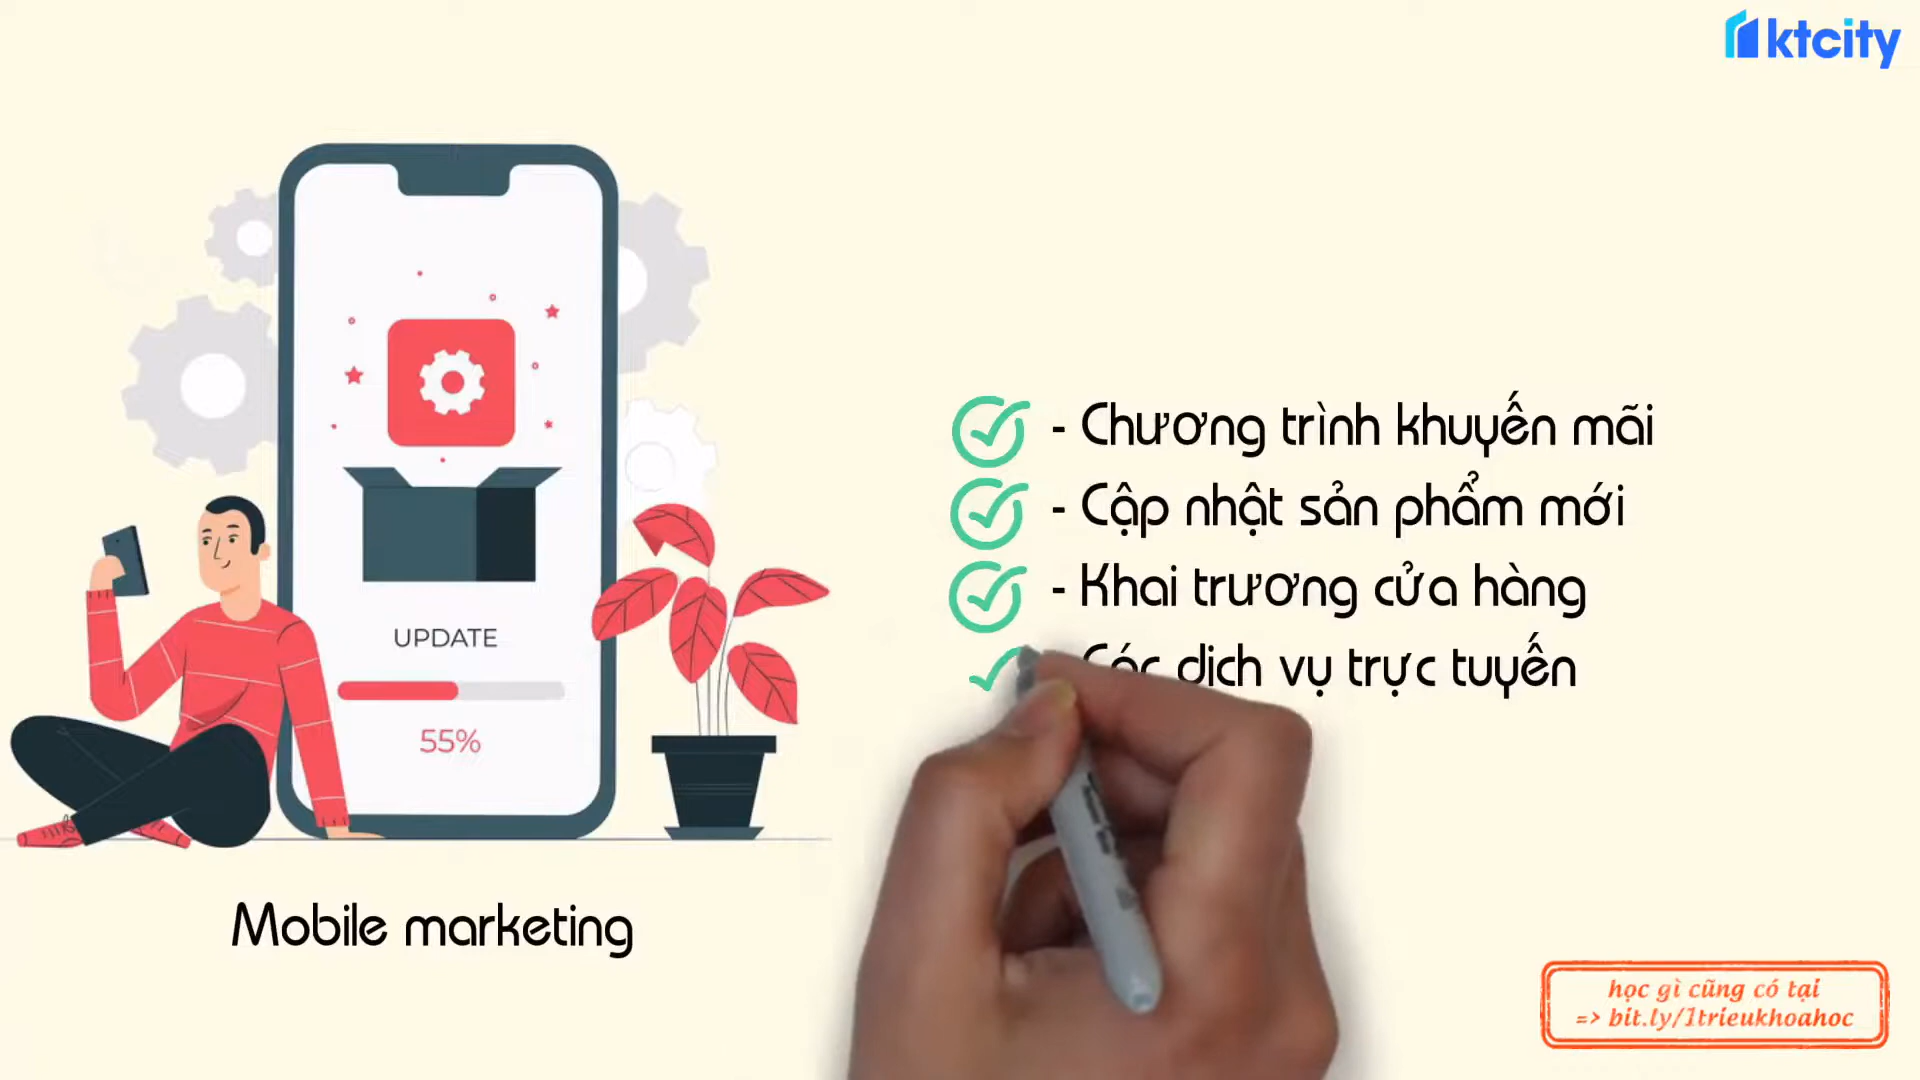 ktcity
- Chương trình khuyến mãi
- Cập nhật sản phẩm mới
- Khai trương cửa hàng
dịch vụ trực tuyến
UPDATE
55%
Mobile marketing
học gì cũng có tại
=> bit.ly/1trieukhoahoc